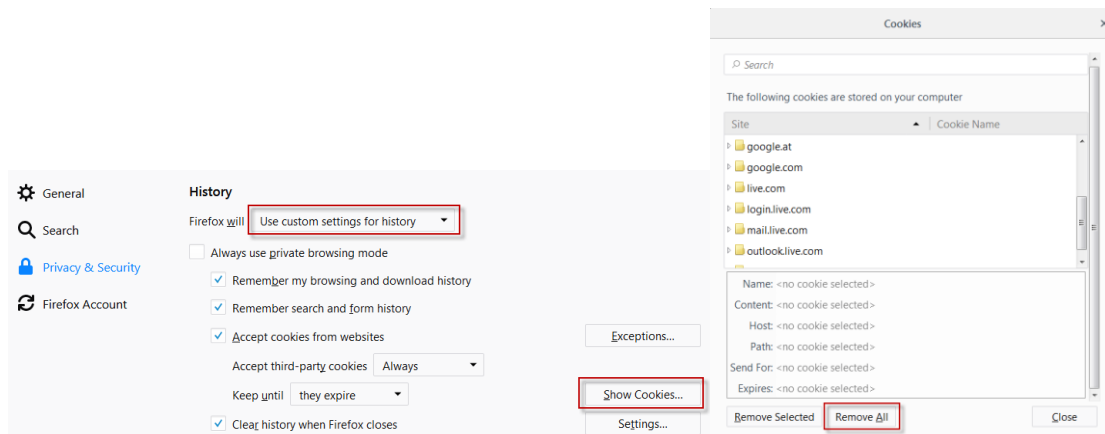 General
Search
Privacy & Security
Firefox Account
History
Firefox will Use custom settings for history
Always use private browsing mode
Remember my browsing and download history
Remember search and form history
Accept cookies from websites Exceptions...
Accept third-party cookies Always
Keep until they expire Show Cookies...
Clear history when Firefox closes Settings...
Cookies
Search
The following cookies are stored on your computer
Site Cookie Name
google.at
google.com
live.com
login.live.com
mail.live.com
outlook.live.com
Name: <no cookie selected>
Content: <no cookie selected>
Host: <no cookie selected>
Path: <no cookie selected>
Send For: <no cookie selected>
Expires: <no cookie selected>
Remove Selected Remove All Close